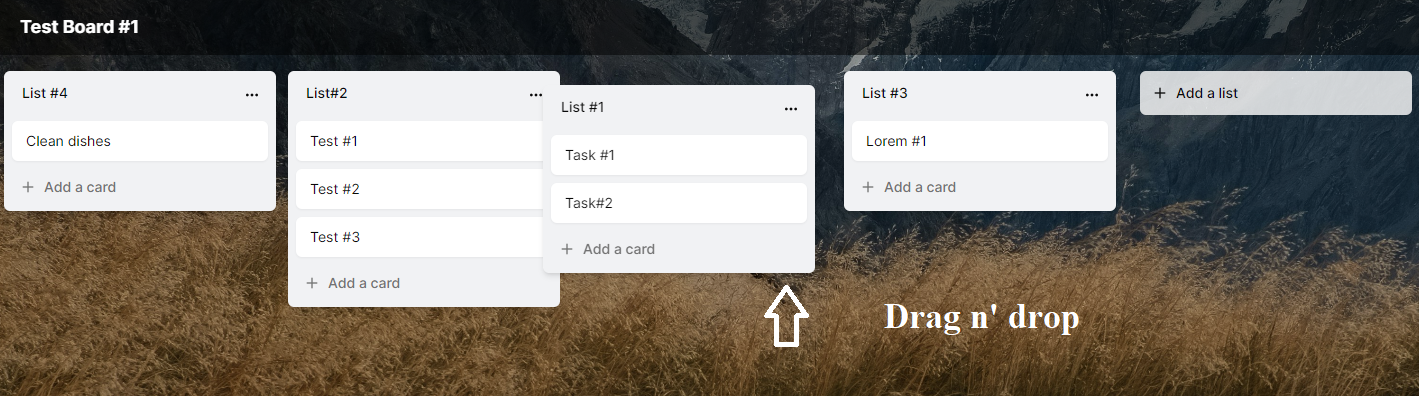 Test Board #1
List #4
Clean dishes
+ Add a card
List#2
Test #1
Test #2
Test #3
+ Add a card
List #1
Task #1
Task#2
+ Add a card
List #3
Lorem #1
+ Add a card
+ Add a list
Drag n' drop